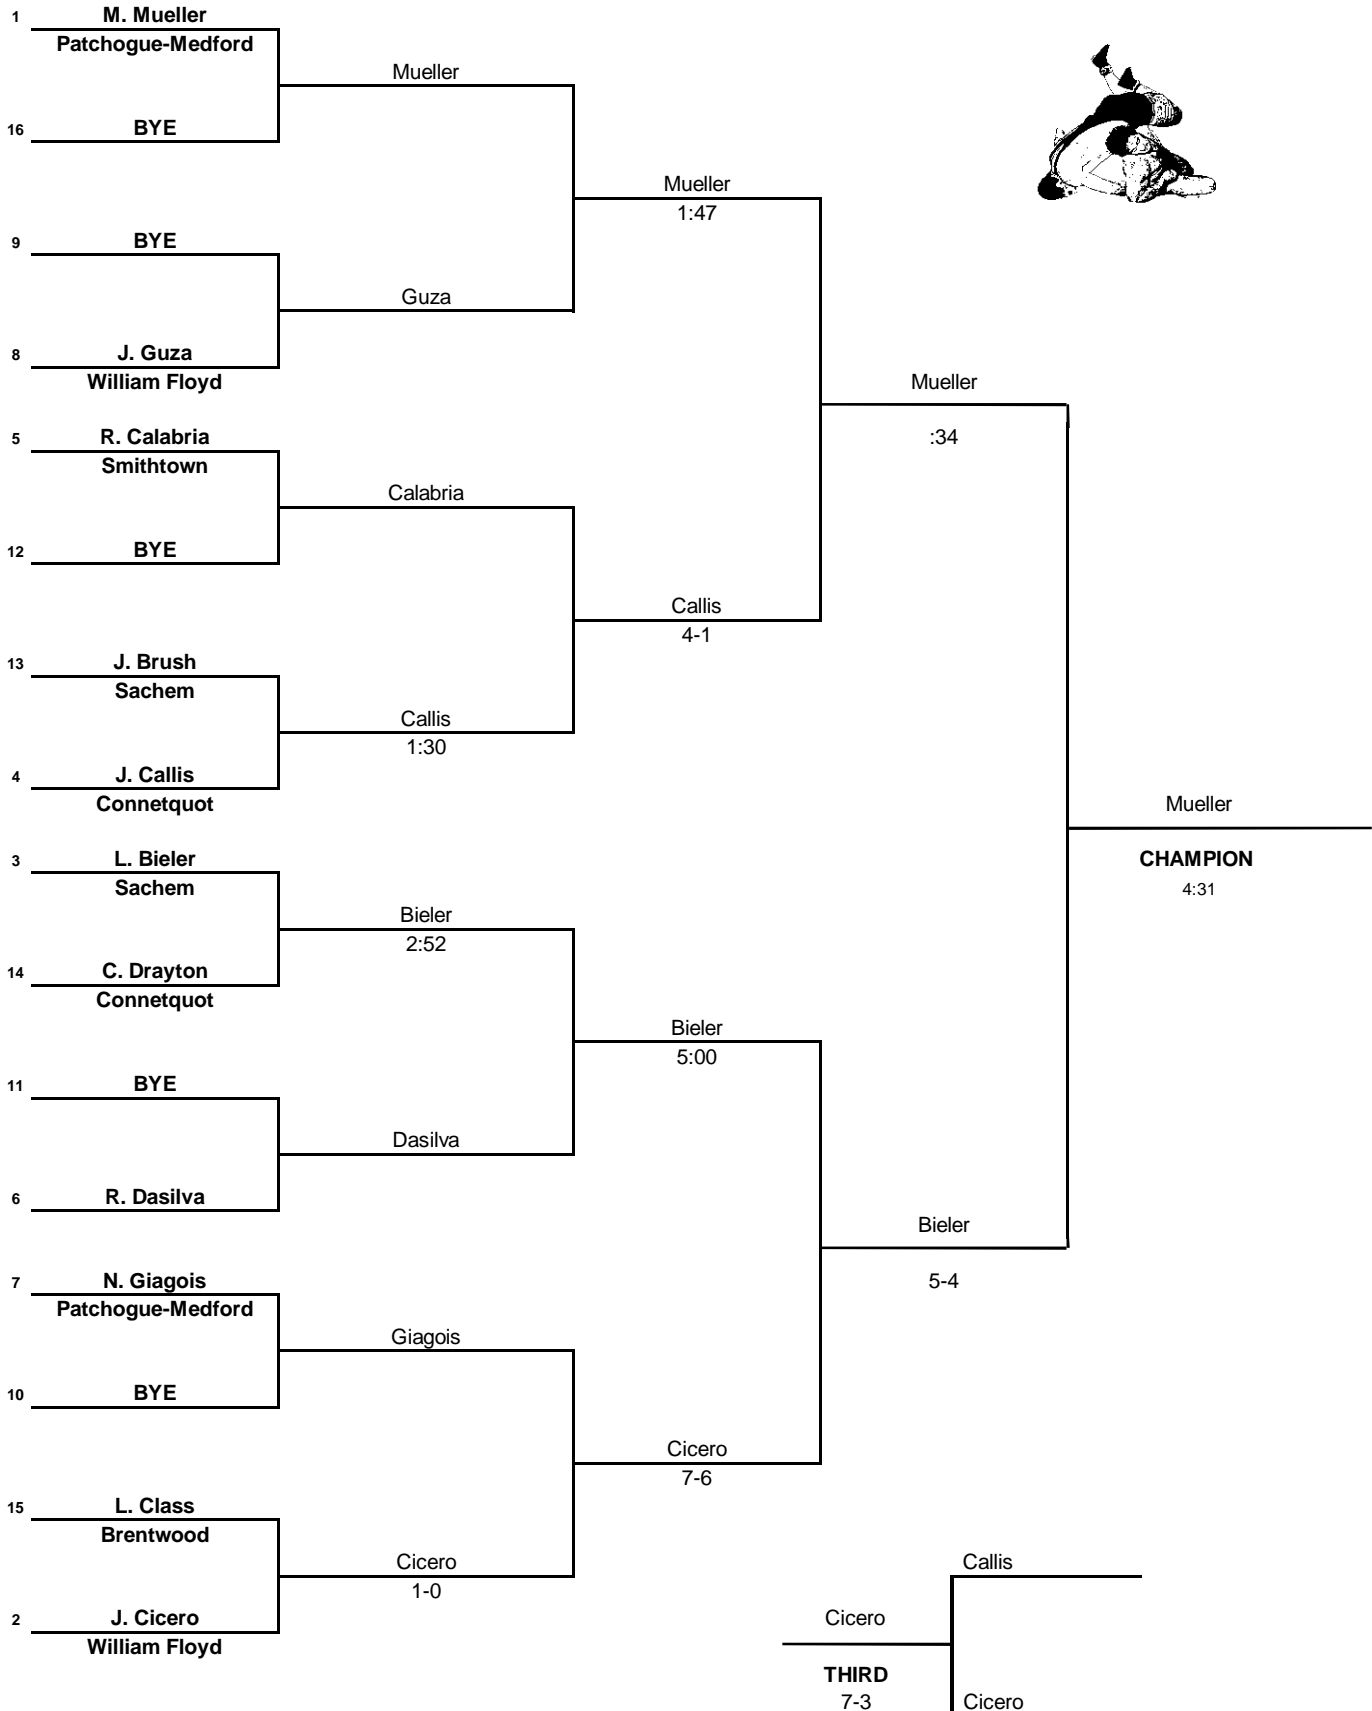 1 M. Mueller
Patchogue-Medford
Mueller
16 BYE
Mueller
1:47
9 BYE
Guza
8 J. Guza
William Floyd
Mueller
:34
5 R. Calabria
Smithtown
Calabria
12 BYE
Callis
4-1
13 J. Brush
Sachem
Callis
1:30
4 J. Callis
Connetquot
Mueller
CHAMPION
4:31
3 L. Bieler
Sachem
Bieler
2:52
14 C. Drayton
Connetquot
Bieler
5:00
11 BYE
Dasilva
6 R. Dasilva
Bieler
5-4
7 N. Giagois
Patchogue-Medford
Giagois
10 BYE
Cicero
7-6
15 L. Class
Brentwood
Cicero
1-0
2 J. Cicero
William Floyd
Callis
Cicero
THIRD
7-3
Cicero